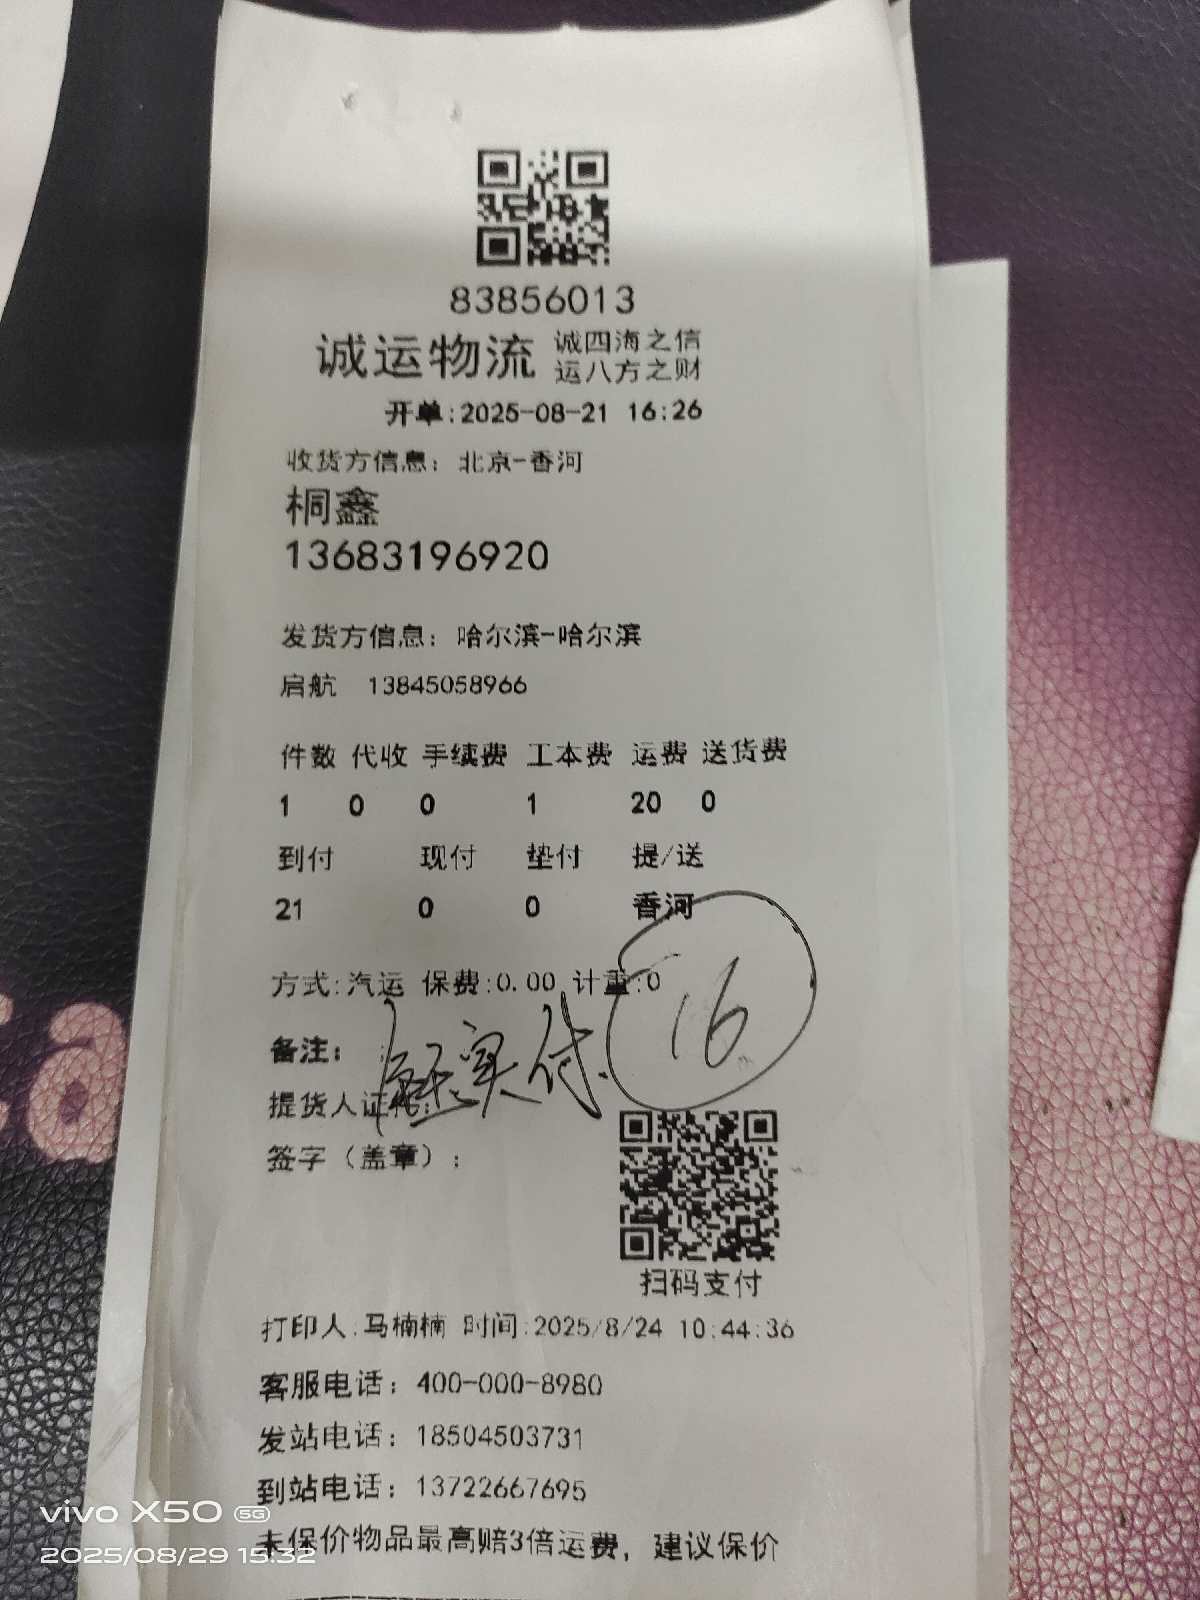 83856013
诚运物流 诚四海之信
运八方之财
开单:2025-08-21 16:26
收货方信息: 北京-香河
桐鑫
13683196920
发货方信息: 哈尔滨-哈尔滨
启航 13845058966
件数 代收 手续费 工本费 运费 送货费
1 0 0 1 20 0
到付 现付 垫付 提/送
21 0 0 香河
方式:汽运 保费:0.00 计重:0
16
备注:
实付
提货人证件:
签字（盖章）:
扫码支付
打印人:马楠楠 时间:2025/8/24 10:44:36
客服电话: 400-000-8980
发站电话: 18504503731
到站电话: 13722667695
未保价物品最高赔3倍运费, 建议保价
vivo X50 5G
2025/08/29 15:32